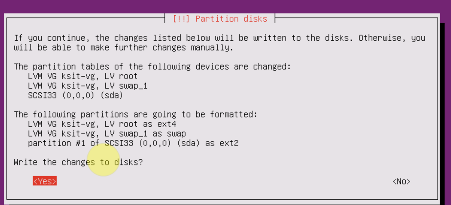 [!!] Partition disks
If you continue, the changes listed below will be written to the disks. Otherwise, you
will be able to make further changes manually.
The partition tables of the following devices are changed:
LVM VG ksit-vg, LV root
LVM VG ksit-vg, LV swap_1
SCSI33 (0,0,0) (sda)
The following partitions are going to be formatted:
LVM VG ksit-vg, LV root as ext4
LVM VG ksit-vg, LV swap_1 as swap
partition #1 of SCSI33 (0,0,0) (sda) as ext2
Write the changes to disks?
<Yes> <No>